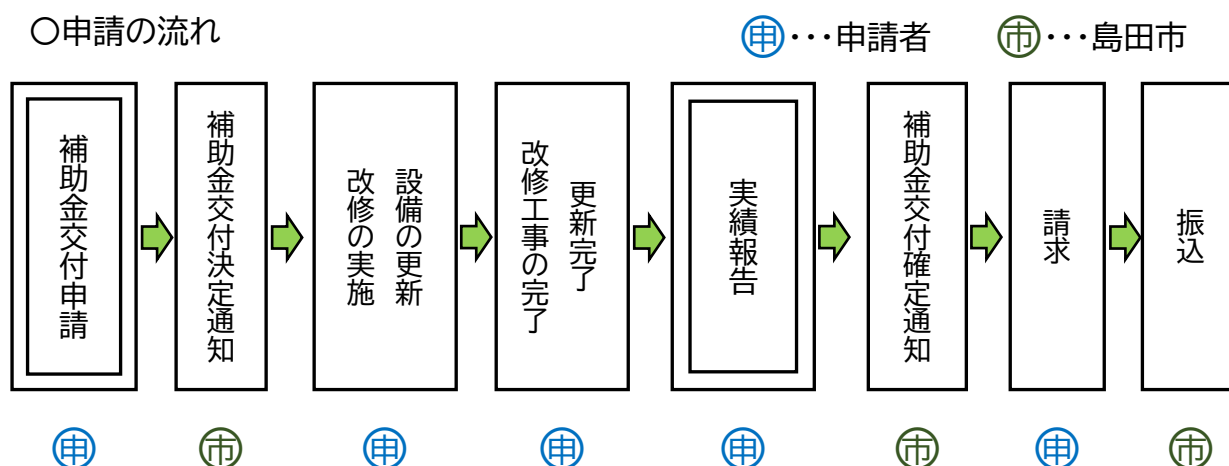 〇申請の流れ
申・・・申請者
市・・・島田市
補助金交付申請
補助金交付決定通知
設備の更新
改修の実施
更新完了
改修工事の完了
実績報告
補助金交付確定通知
請求
振込
申
市
申
申
申
市
申
市